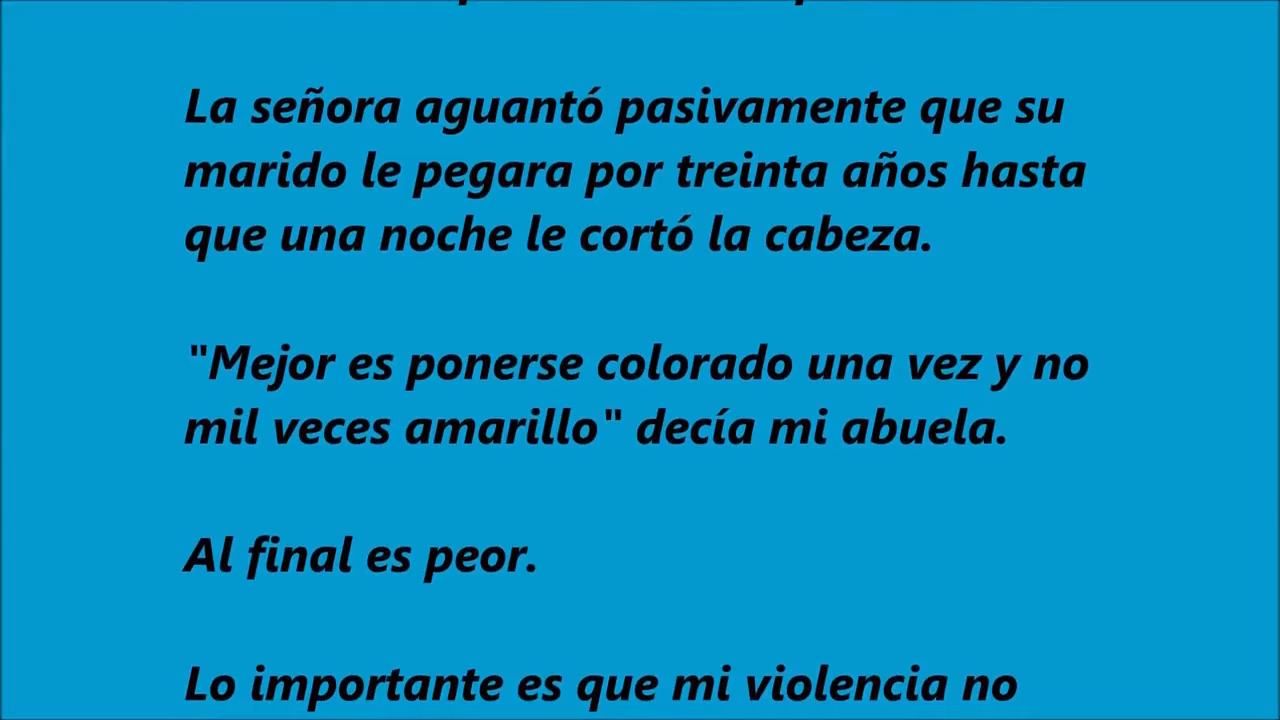 La señora aguantó pasivamente que su
marido le pegara por treinta años hasta
que una noche le cortó la cabeza.
"Mejor es ponerse colorado una vez y no
mil veces amarillo" decía mi abuela.
Al final es peor.
Lo importante es que mi violencia no